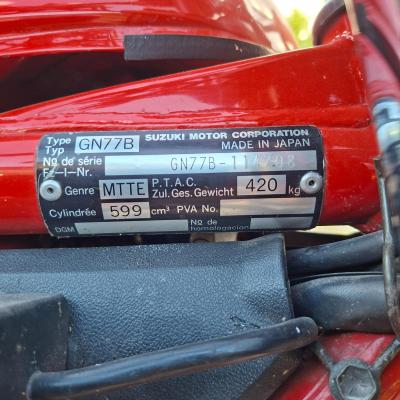 Type GN77B SUZUKI MOTOR CORPORATION
Typ MADE IN JAPAN
No de série
Fz-I-Nr. GN77B-
Genre MTTE P.T.A.C. 420 kg
Zul.Ges.Gewicht
Cylindrée 599 cm³ PVA No.
DGM No de
homologacion